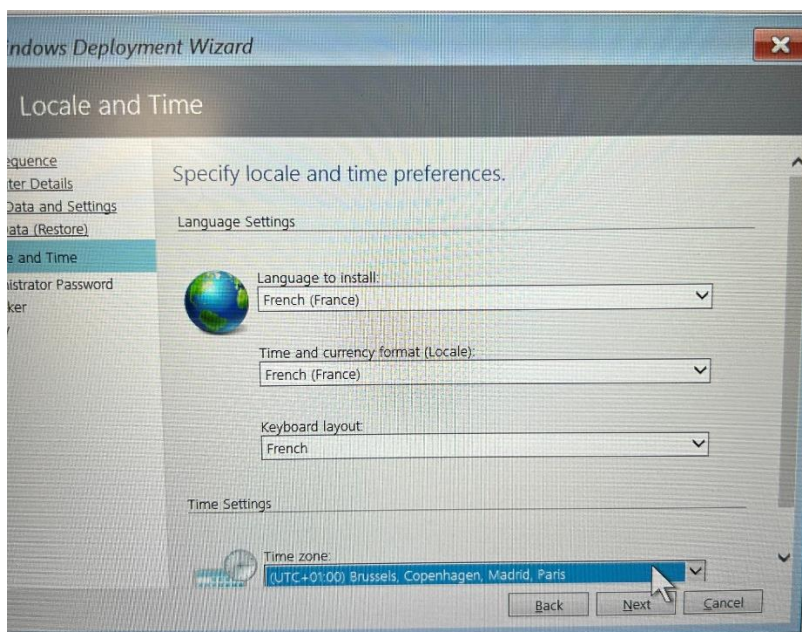 indows Deployment Wizard
Locale and Time
equence
ter Details
Data and Settings
ata (Restore)
e and Time
nistrator Password
ker
Specify locale and time preferences.
Language Settings
Language to install:
French (France)
Time and currency format (Locale):
French (France)
Keyboard layout:
French
Time Settings
Time zone:
(UTC+01:00) Brussels, Copenhagen, Madrid, Paris
Back Next Cancel